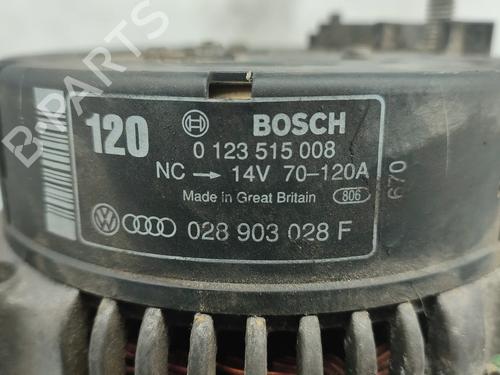 120 BOSCH
0 123 515 008
NC → 14V 70-120A
Made in Great Britain 806
670
028 903 028 F
B-PARTS